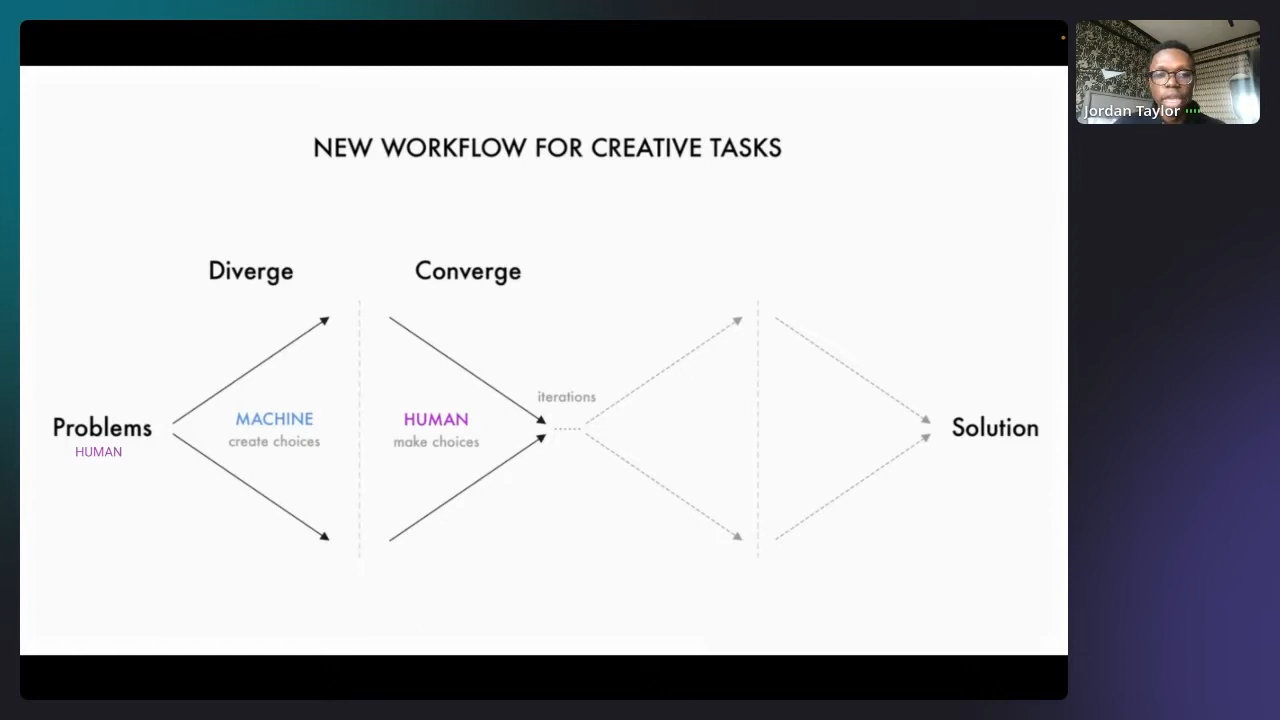 NEW WORKFLOW FOR CREATIVE TASKS
Diverge
Converge
iterations
MACHINE
HUMAN
Problems
Solution
create choices
make choices
HUMAN
Jordan Taylor